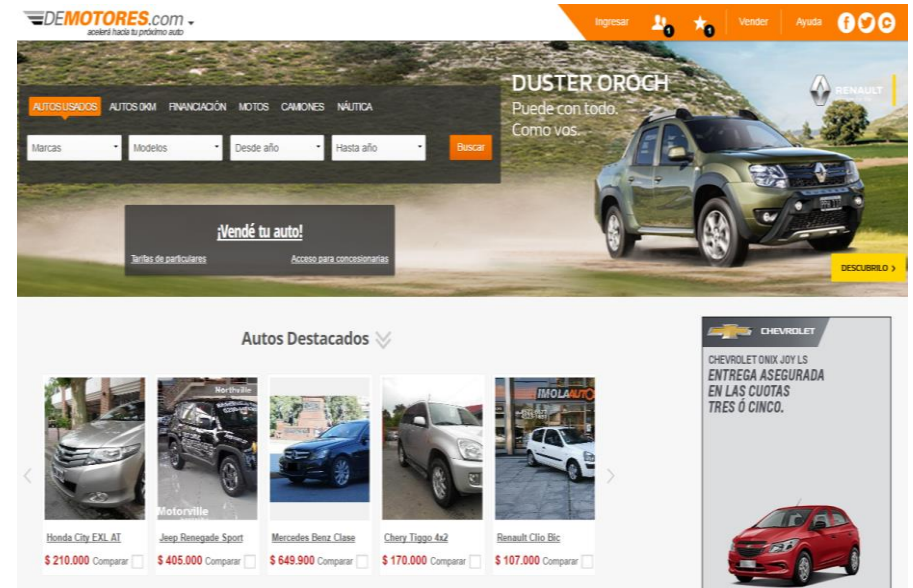 DEMOTORES.com
acelerá hacia tu próximo auto
Ingresar
1
1
Vender
Ayuda
AUTOS USADOS AUTOS 0KM FINANCIACIÓN MOTOS CAMIONES NÁUTICA
Marcas Modelos Desde año Hasta año Buscar
DUSTER OROCH
Puede con todo.
Como vos.
RENAULT
¡Vendé tu auto!
Tarifas de particulares Acceso para concesionarias
DESCUBRILO >
Autos Destacados
Northville
Motorville
IMOLAAUTO
Honda City EXL AT
$ 210.000 Comparar
Jeep Renegade Sport
$ 405.000 Comparar
Mercedes Benz Clase
$ 649.900 Comparar
Chery Tiggo 4x2
$ 170.000 Comparar
Renault Clio Bic
$ 107.000 Comparar
CHEVROLET
CHEVROLET ONIX JOY LS
ENTREGA ASEGURADA
EN LAS CUOTAS
TRES Ó CINCO.